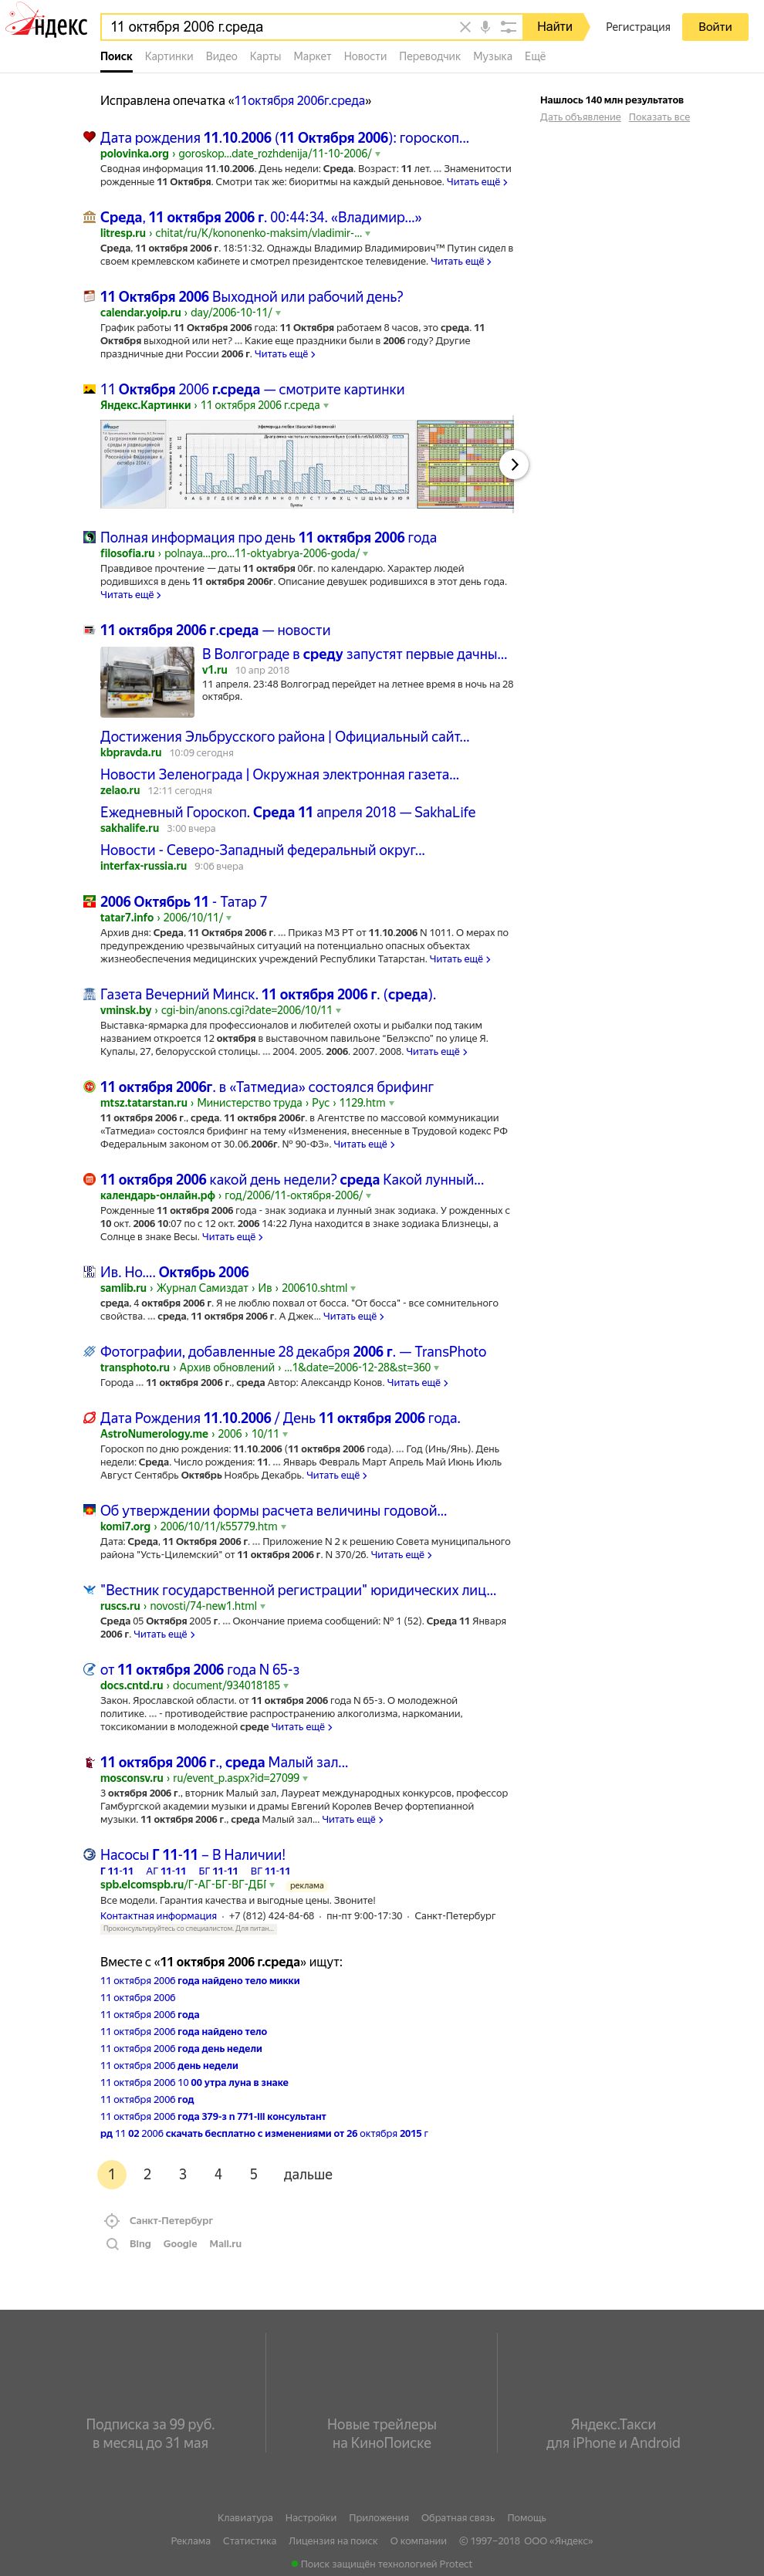 Яндекс
11 октября 2006 г.среда
Найти
Регистрация
Войти
Поиск Картинки Видео Карты Маркет Новости Переводчик Музыка Ещё
Исправлена опечатка «11октября 2006г.среда»
Нашлось 140 млн результатов
Дать объявление Показать все
Дата рождения 11.10.2006 (11 Октября 2006): гороскоп...
polovinka.org › goroskop...date_rozhdenija/11-10-2006/
Сводная информация 11.10.2006. День недели: Среда. Возраст: 11 лет. ... Знаменитости
рожденные 11 Октября. Смотри так же: биоритмы на каждый деньновое. Читать ещё ›
Среда, 11 октября 2006 г. 00:44:34. «Владимир...»
litresp.ru › chitat/ru/К/kononenko-maksim/vladimir-...
Среда, 11 октября 2006 г. 18:51:32. Однажды Владимир Владимирович™ Путин сидел в
своем кремлевском кабинете и смотрел президентское телевидение. Читать ещё ›
11 Октября 2006 Выходной или рабочий день?
calendar.yoip.ru › day/2006-10-11/
График работы 11 Октября 2006 года: 11 Октября работаем 8 часов, это среда. 11
Октября выходной или нет? ... Какие еще праздники были в 2006 году? Другие
праздничные дни России 2006 г. Читать ещё ›
11 Октября 2006 г.среда — смотрите картинки
Яндекс.Картинки › 11 октября 2006 г.среда
Полная информация про день 11 октября 2006 года
filosofia.ru › polnaya...pro...11-oktyabrya-2006-goda/
Правдивое прочтение — даты 11 октября 06г. по календарю. Характер людей
родившихся в день 11 октября 2006г. Описание девушек родившихся в этот день года.
Читать ещё ›
11 октября 2006 г.среда — новости
В Волгограде в среду запустят первые дачны...
v1.ru 10 апр 2018
11 апреля. 23:48 Волгоград перейдет на летнее время в ночь на 28
октября.
Достижения Эльбрусского района | Официальный сайт...
kbpravda.ru 10:09 сегодня
Новости Зеленограда | Окружная электронная газета...
zelao.ru 12:11 сегодня
Ежедневный Гороскоп. Среда 11 апреля 2018 — SakhaLife
sakhalife.ru 3:00 вчера
Новости - Северо-Западный федеральный округ...
interfax-russia.ru 9:06 вчера
2006 Октябрь 11 - Татар 7
tatar7.info › 2006/10/11/
Архив дня: Среда, 11 Октября 2006 г. ... Приказ МЗ РТ от 11.10.2006 N 1011. О мерах по
предупреждению чрезвычайных ситуаций на потенциально опасных объектах
жизнеобеспечения медицинских учреждений Республики Татарстан. Читать ещё ›
Газета Вечерний Минск. 11 октября 2006 г. (среда).
vminsk.by › cgi-bin/anons.cgi?date=2006/10/11
Выставка-ярмарка для профессионалов и любителей охоты и рыбалки под таким
названием откроется 12 октября в выставочном павильоне "Белэкспо" по улице Я.
Купалы, 27, белорусской столицы. ... 2004. 2005. 2006. 2007. 2008. Читать ещё ›
11 октября 2006г. в «Татмедиа» состоялся брифинг
mtsz.tatarstan.ru › Министерство труда › Рус › 1129.htm
11 октября 2006 г., среда. 11 октября 2006г. в Агентстве по массовой коммуникации
«Татмедиа» состоялся брифинг на тему «Изменения, внесенные в Трудовой кодекс РФ
Федеральным законом от 30.06.2006г. № 90-ФЗ». Читать ещё ›
11 октября 2006 какой день недели? среда Какой лунный...
календарь-онлайн.рф › год/2006/11-октября-2006/
Рожденные 11 октября 2006 года - знак зодиака и лунный знак зодиака. У рожденных с
10 окт. 2006 10:07 по с 12 окт. 2006 14:22 Луна находится в знаке зодиака Близнецы, а
Солнце в знаке Весы. Читать ещё ›
Ив. Но.... Октябрь 2006
samlib.ru › Журнал Самиздат › Ив › 200610.shtml
среда, 4 октября 2006 г. Я не люблю похвал от босса. "От босса" - все сомнительного
свойства. ... среда, 11 октября 2006 г. А Джек... Читать ещё ›
Фотографии, добавленные 28 декабря 2006 г. — TransPhoto
transphoto.ru › Архив обновлений › ...1&date=2006-12-28&st=360
Города ... 11 октября 2006 г., среда Автор: Александр Конов. Читать ещё ›
Дата Рождения 11.10.2006 / День 11 октября 2006 года.
AstroNumerology.me › 2006 › 10/11
Гороскоп по дню рождения: 11.10.2006 (11 октября 2006 года). ... Год (Инь/Янь). День
недели: Среда. Число рождения: 11. ... Январь Февраль Март Апрель Май Июнь Июль
Август Сентябрь Октябрь Ноябрь Декабрь. Читать ещё ›
Об утверждении формы расчета величины годовой...
komi7.org › 2006/10/11/k55779.htm
Дата: Среда, 11 Октября 2006 г. ... Приложение N 2 к решению Совета муниципального
района "Усть-Цилемский" от 11 октября 2006 г. N 370/26. Читать ещё ›
"Вестник государственной регистрации" юридических лиц...
ruscs.ru › novosti/74-new1.html
Среда 05 Октября 2005 г. ... Окончание приема сообщений: № 1 (52). Среда 11 Января
2006 г. Читать ещё ›
от 11 октября 2006 года N 65-з
docs.cntd.ru › document/934018185
Закон. Ярославской области. от 11 октября 2006 года N 65-з. О молодежной
политике. ... - противодействие распространению алкоголизма, наркомании,
токсикомании в молодежной среде Читать ещё ›
11 октября 2006 г., среда Малый зал...
mosconsv.ru › ru/event_p.aspx?id=27099
3 октября 2006 г., вторник Малый зал, Лауреат международных конкурсов, профессор
Гамбургской академии музыки и драмы Евгений Королев Вечер фортепианной
музыки. 11 октября 2006 г., среда Малый зал... Читать ещё ›
Насосы Г 11-11 – В Наличии!
Г 11-11 АГ 11-11 БГ 11-11 ВГ 11-11
spb.elcomspb.ru/Г-АГ-БГ-ВГ-ДБГ реклама
Все модели. Гарантия качества и выгодные цены. Звоните!
Контактная информация · +7 (812) 424-84-68 · пн-пт 9:00-17:30 · Санкт-Петербург
Проконсультируйтесь со специалистом. Для питан...
Вместе с «11 октября 2006 г.среда» ищут:
11 октября 2006 года найдено тело микки
11 октября 2006
11 октября 2006 года
11 октября 2006 года найдено тело
11 октября 2006 года день недели
11 октября 2006 день недели
11 октября 2006 10 00 утра луна в знаке
11 октября 2006 год
11 октября 2006 года 379-з n 771-III консультант
рд 11 02 2006 скачать бесплатно с изменениями от 26 октября 2015 г
1 2 3 4 5 дальше
Санкт-Петербург
Bing Google Mail.ru
Подписка за 99 руб.
в месяц до 31 мая
Новые трейлеры
на КиноПоиске
Яндекс.Такси
для iPhone и Android
Клавиатура Настройки Приложения Обратная связь Помощь
Реклама Статистика Лицензия на поиск О компании © 1997–2018 ООО «Яндекс»
Поиск защищён технологией Protect